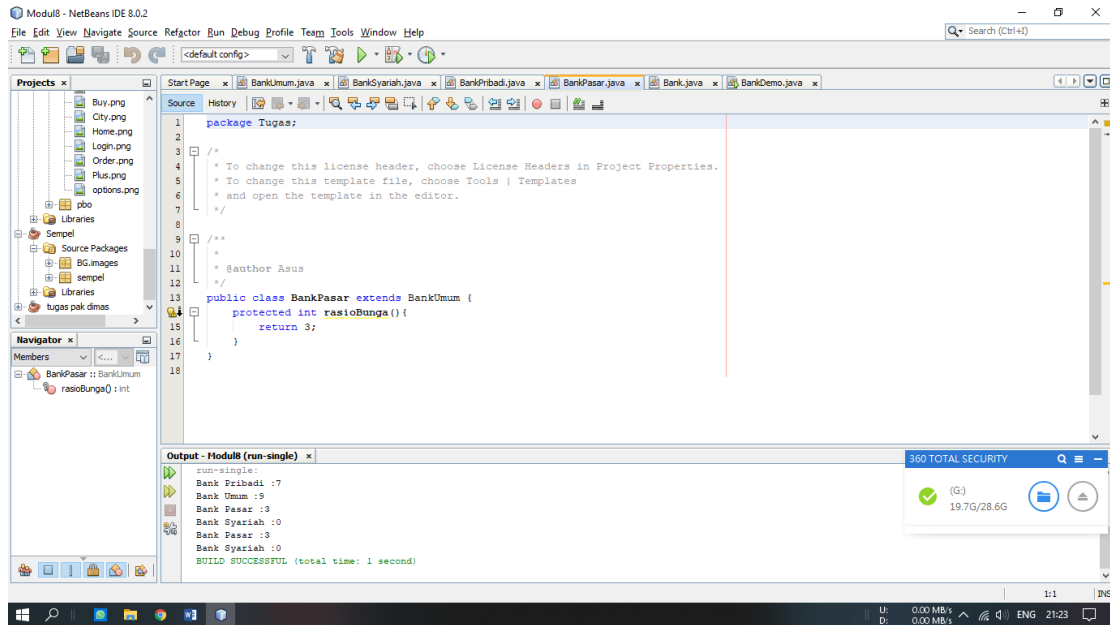 Modul8 - NetBeans IDE 8.0.2
File Edit View Navigate Source Refactor Run Debug Profile Team Tools Window Help
Search (Ctrl+I)
<default config>
Projects
Start Page
BankUmum.java
BankSyariah.java
BankPribadi.java
BankPasar.java
Bank.java
BankDemo.java
Source History
Buy.png
City.png
Home.png
Login.png
Order.png
Plus.png
options.png
pbo
Libraries
Sempel
Source Packages
BG.images
sempel
Libraries
tugas pak dimas
1 package Tugas;
2
3 /*
4 * To change this license header, choose License Headers in Project Properties.
5 * To change this template file, choose Tools | Templates
6 * and open the template in the editor.
7 */
8
9 /**
10 *
11 * @author Asus
12 */
13 public class BankPasar extends BankUmum {
protected int rasioBunga(){
15 return 3;
16 }
17 }
18
Navigator
Members
<...
BankPasar :: BankUmum
rasioBunga() : int
Output - Modul8 (run-single)
run-single:
Bank Pribadi :7
Bank Umum :9
Bank Pasar :3
Bank Syariah :0
Bank Pasar :3
Bank Syariah :0
BUILD SUCCESSFUL (total time: 1 second)
360 TOTAL SECURITY
(G:)
19.7G/28.6G
1:1
INS
U: 0.00 MB/s
D: 0.00 MB/s
ENG
21:23